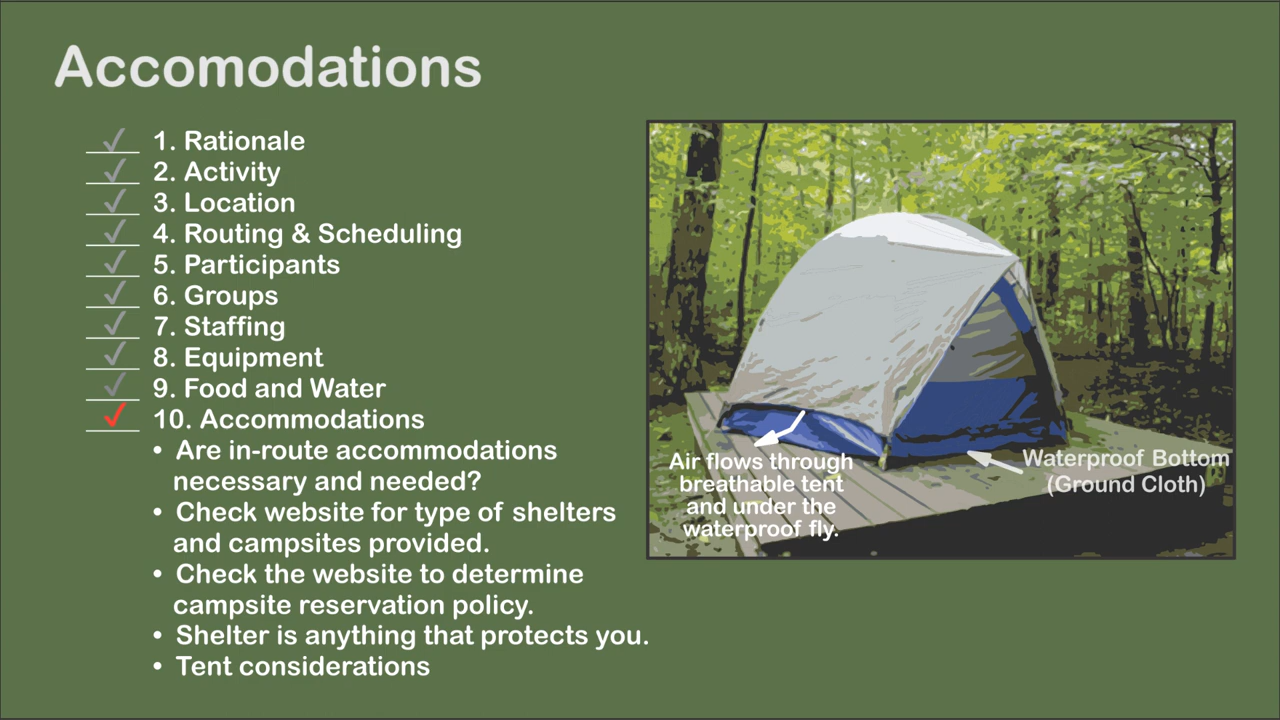 Accomodations
✓ 1. Rationale
✓ 2. Activity
✓ 3. Location
✓ 4. Routing & Scheduling
✓ 5. Participants
✓ 6. Groups
✓ 7. Staffing
✓ 8. Equipment
✓ 9. Food and Water
✓ 10. Accommodations
• Are in-route accommodations
necessary and needed?
• Check website for type of shelters
and campsites provided.
• Check the website to determine
campsite reservation policy.
• Shelter is anything that protects you.
• Tent considerations
Air flows through
breathable tent
and under the
waterproof fly.
Waterproof Bottom
(Ground Cloth)